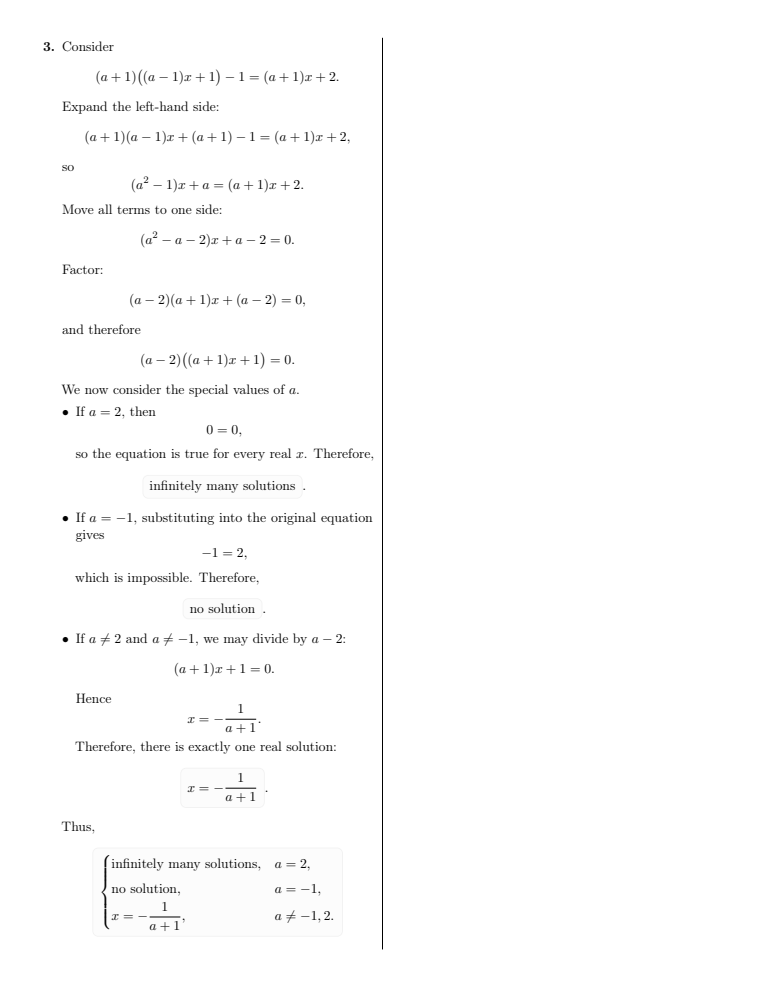 3. Consider
(a + 1)((a − 1)x + 1) − 1 = (a + 1)x + 2.
Expand the left-hand side:
(a + 1)(a − 1)x + (a + 1) − 1 = (a + 1)x + 2,
so
(a² − 1)x + a = (a + 1)x + 2.
Move all terms to one side:
(a² − a − 2)x + a − 2 = 0.
Factor:
(a − 2)(a + 1)x + (a − 2) = 0,
and therefore
(a − 2)((a + 1)x + 1) = 0.
We now consider the special values of a.
• If a = 2, then
0 = 0,
so the equation is true for every real x. Therefore,
infinitely many solutions .
• If a = −1, substituting into the original equation
gives
−1 = 2,
which is impossible. Therefore,
no solution .
• If a ≠ 2 and a ≠ −1, we may divide by a − 2:
(a + 1)x + 1 = 0.
Hence
x = −1/(a + 1).
Therefore, there is exactly one real solution:
x = −1/(a + 1) .
Thus,
{ infinitely many solutions, a = 2,
no solution, a = −1,
x = −1/(a + 1), a ≠ −1, 2.